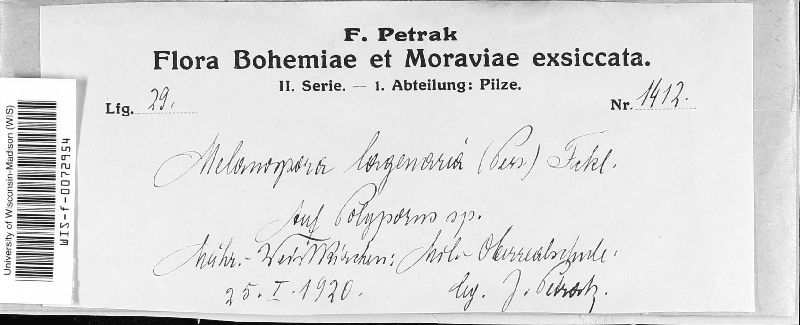 F. Petrak
Flora Bohemiae et Moraviae exsiccata.
II. Serie. — 1. Abteilung: Pilze.
Lfg. 29. Nr. 1412.
Melanospora lagenaria (Pers.) Fckl.
Auf Polyporus sp.
Mähr.-Weisskirchen: Mil.-Oberrealschule.
25. I. 1920. leg. J. Petrak.
University of Wisconsin-Madison (WIS)
WIS-f-0072954